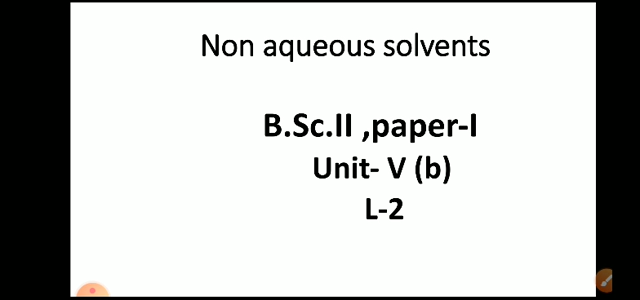 Non aqueous solvents
B.Sc.II ,paper-I
Unit- V (b)
L-2